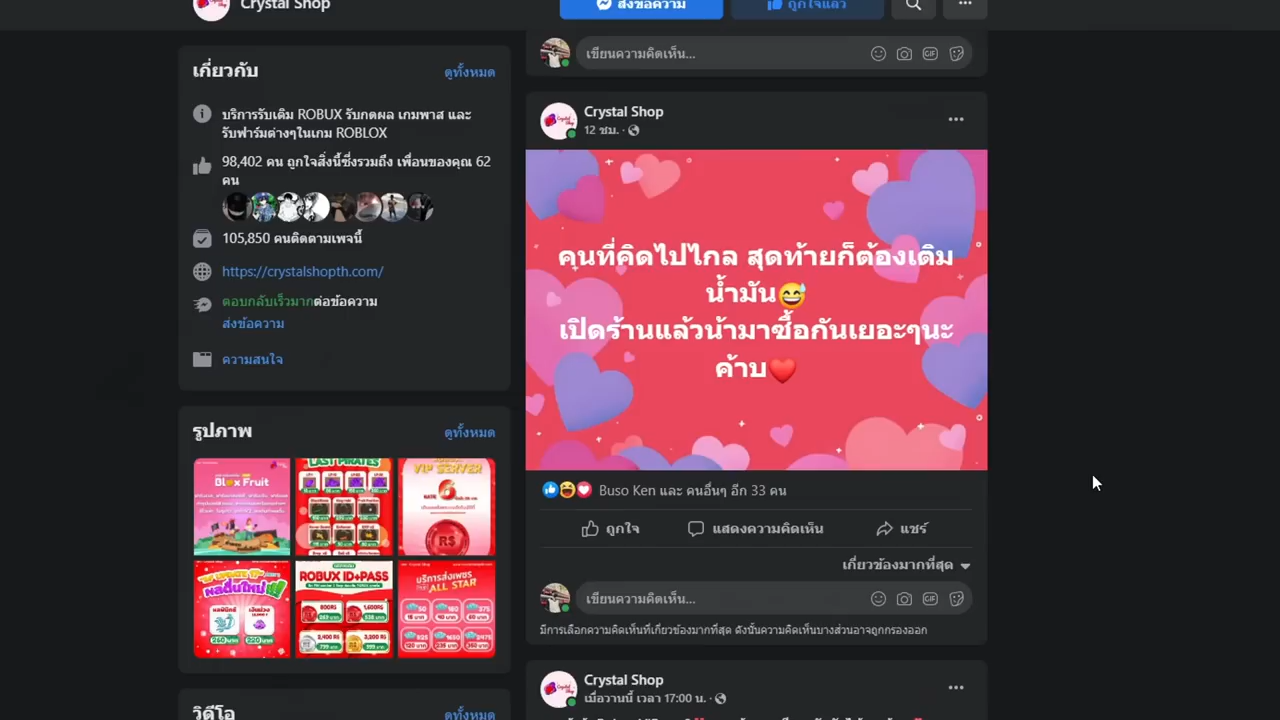 Crystal Shop
ส่งข้อความ
ถูกใจแล้ว
เกี่ยวกับ
ดูทั้งหมด
บริการรับเติม ROBUX รับกดผล เกมพาส และ
รับฟาร์มต่างๆในเกม ROBLOX
98,402 คน ถูกใจสิ่งนี้ซึ่งรวมถึง เพื่อนของคุณ 62
คน
105,850 คนติดตามเพจนี้
https://crystalshopth.com/
ตอบกลับเร็วมากต่อข้อความ
ส่งข้อความ
ความสนใจ
รูปภาพ
ดูทั้งหมด
Blox Fruit
LAST PIRATES
VIP SERVER
ROBUX ID+PASS
ALL STAR
วิดีโอ
ดูทั้งหมด
เขียนความคิดเห็น...
GIF
Crystal Shop
12 ชม.
คนที่คิดไปไกล สุดท้ายก็ต้องเติม
น้ำมัน😅
เปิดร้านแล้วน้ามาซื้อกันเยอะๆนะ
ค้าบ❤️
Buso Ken และ คนอื่นๆ อีก 33 คน
ถูกใจ
แสดงความคิดเห็น
แชร์
เกี่ยวข้องมากที่สุด
เขียนความคิดเห็น...
GIF
มีการเลือกความคิดเห็นที่เกี่ยวข้องมากที่สุด ดังนั้นความคิดเห็นบางส่วนอาจถูกกรองออก
Crystal Shop
เมื่อวานนี้ เวลา 17:00 น.